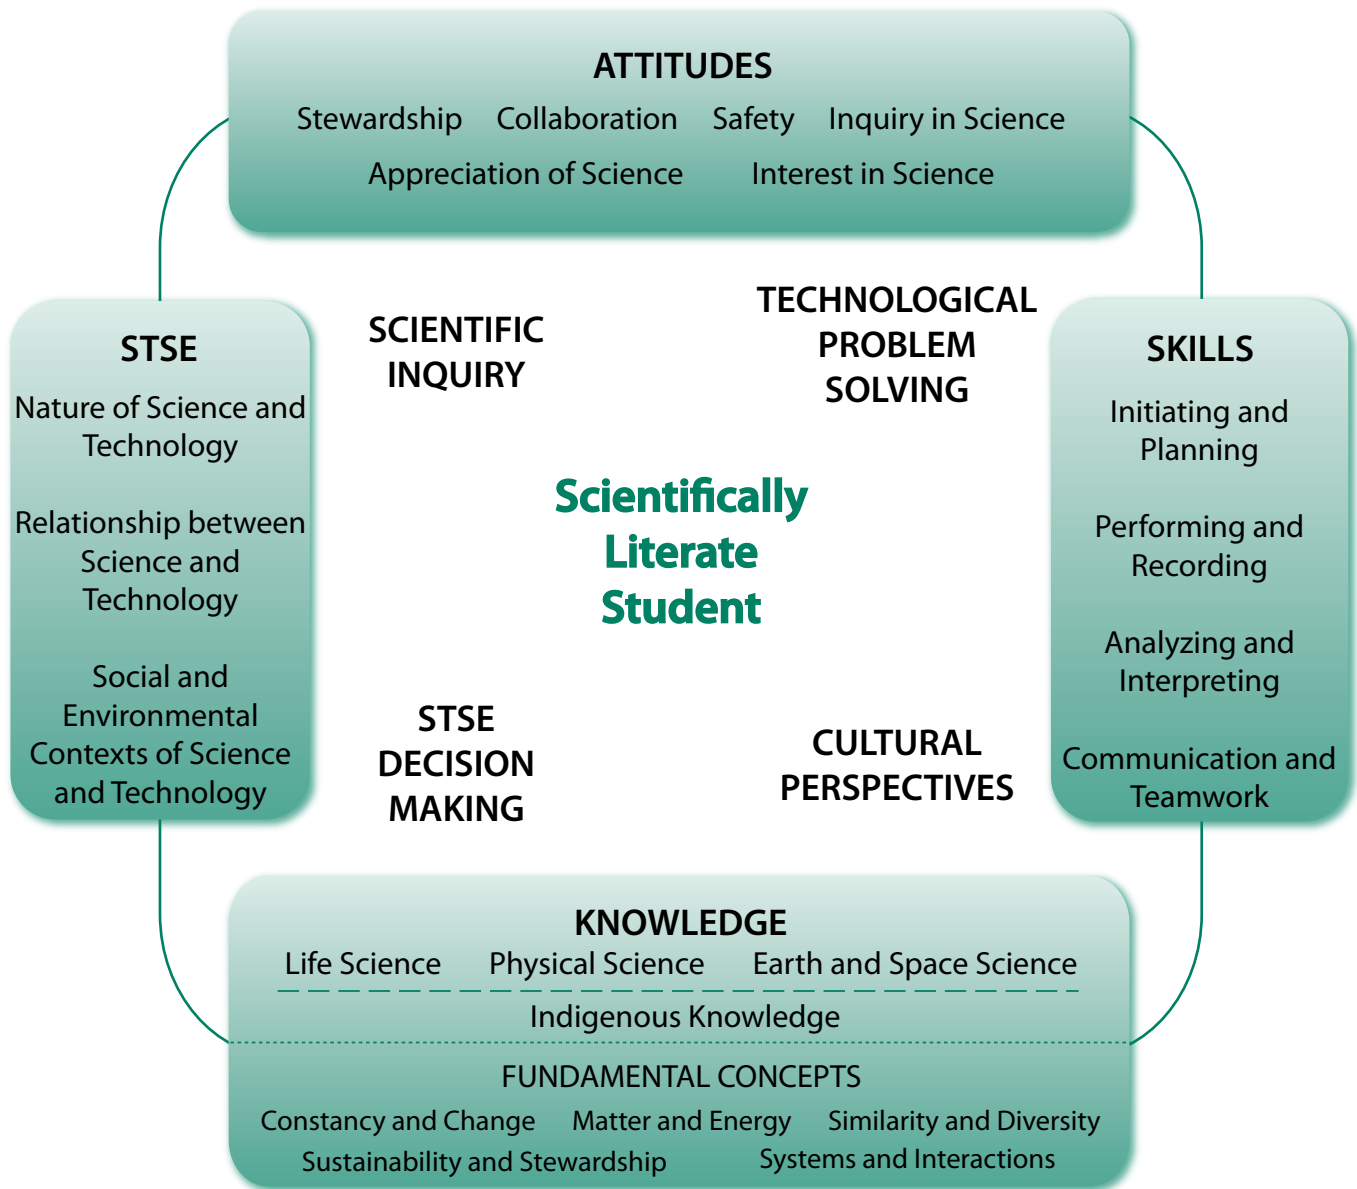 ATTITUDES
Stewardship Collaboration Safety Inquiry in Science
Appreciation of Science Interest in Science
STSE
Nature of Science and
Technology
Relationship between
Science and
Technology
Social and
Environmental
Contexts of Science
and Technology
SCIENTIFIC
INQUIRY
TECHNOLOGICAL
PROBLEM
SOLVING
Scientifically
Literate
Student
STSE
DECISION
MAKING
CULTURAL
PERSPECTIVES
SKILLS
Initiating and
Planning
Performing and
Recording
Analyzing and
Interpreting
Communication and
Teamwork
KNOWLEDGE
Life Science Physical Science Earth and Space Science
Indigenous Knowledge
FUNDAMENTAL CONCEPTS
Constancy and Change Matter and Energy Similarity and Diversity
Sustainability and Stewardship Systems and Interactions